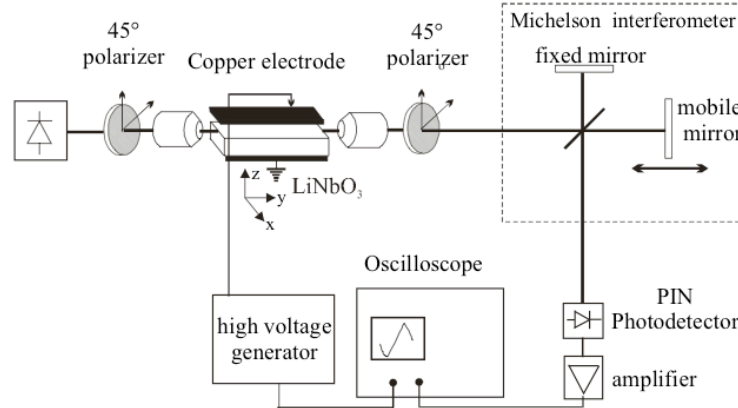 45°
polarizer
Copper electrode
45°
polarizer
Michelson interferometer
fixed mirror
mobile
mirror
LiNbO₃
z
y
x
Oscilloscope
high voltage
generator
PIN
Photodetector
amplifier